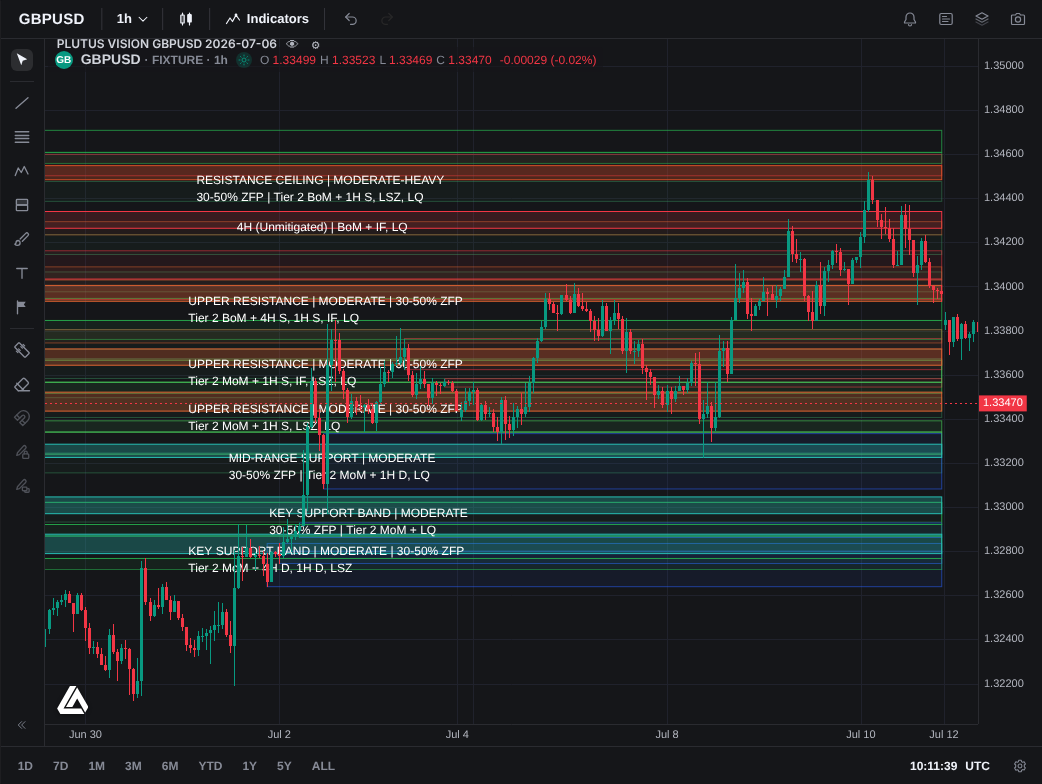 GBPUSD 1h Indicators
PLUTUS VISION GBPUSD 2026-07-06
GB GBPUSD · FIXTURE · 1h O 1.33499 H 1.33523 L 1.33469 C 1.33470 -0.00029 (-0.02%)
1.35000
1.34800
1.34600
RESISTANCE CEILING | MODERATE-HEAVY
30-50% ZFP | Tier 2 BoM + 1H S, LSZ, LQ
1.34400
4H (Unmitigated) | BoM + IF, LQ
1.34200
1.34000
UPPER RESISTANCE | MODERATE | 30-50% ZFP
Tier 2 BoM + 4H S, 1H S, IF, LQ
1.33800
UPPER RESISTANCE | MODERATE | 30-50% ZFP
1.33600
Tier 2 MoM + 1H S, IF, LSZ, LQ
1.33470
UPPER RESISTANCE | MODERATE | 30-50% ZFP
1.33400
Tier 2 MoM + 1H S, LSZ, LQ
MID-RANGE SUPPORT | MODERATE
1.33200
30-50% ZFP | Tier 2 MoM + 1H D, LQ
1.33000
KEY SUPPORT BAND | MODERATE
30-50% ZFP | Tier 2 MoM + LQ
1.32800
KEY SUPPORT BAND | MODERATE | 30-50% ZFP
Tier 2 MoM + 4H D, 1H D, LSZ
1.32600
1.32400
1.32200
Jun 30 Jul 2 Jul 4 Jul 8 Jul 10 Jul 12
1D 7D 1M 3M 6M YTD 1Y 5Y ALL 10:11:39 UTC